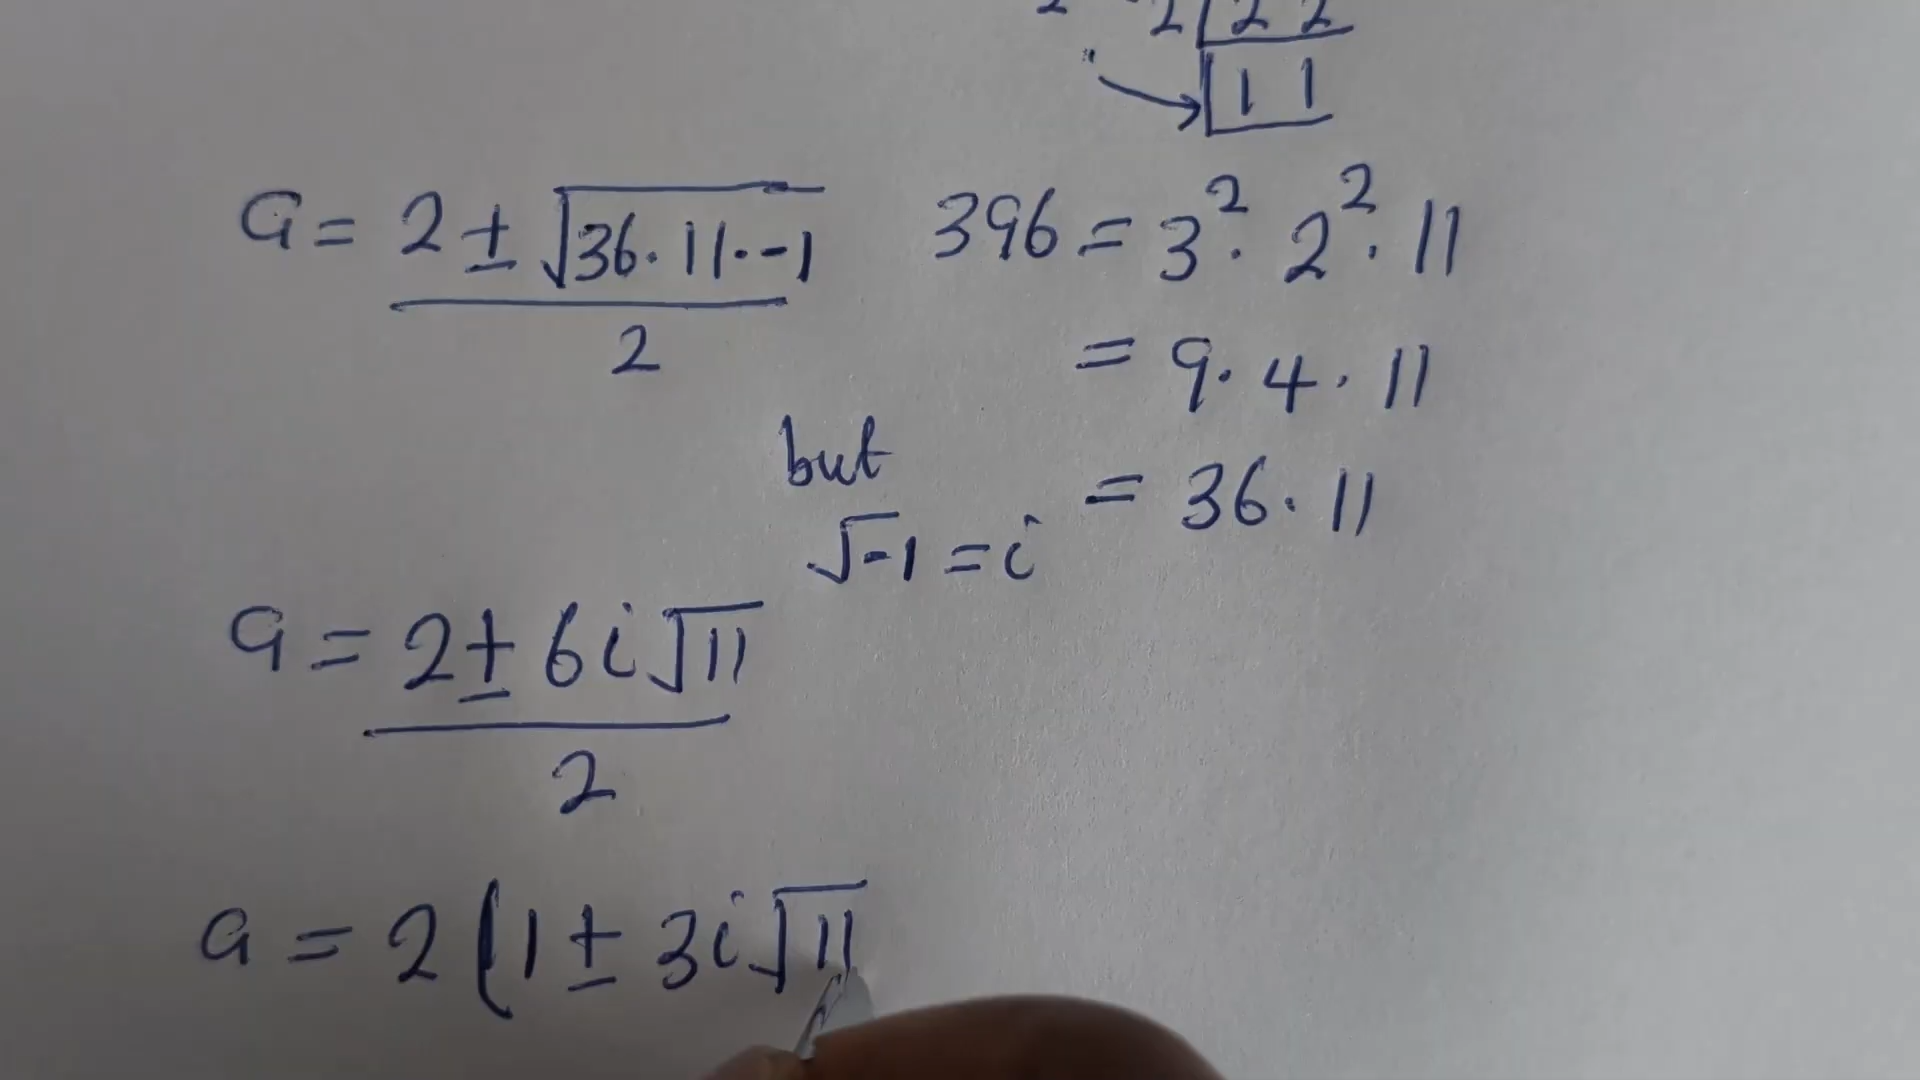 2 2 | 2 2
1 1
a = 2 ± √36·11·-1 / 2
396 = 3² · 2² · 11
= 9 · 4 · 11
= 36 · 11
but
√-1 = i
a = 2 ± 6i√11 / 2
a = 2 (1 ± 3i√11